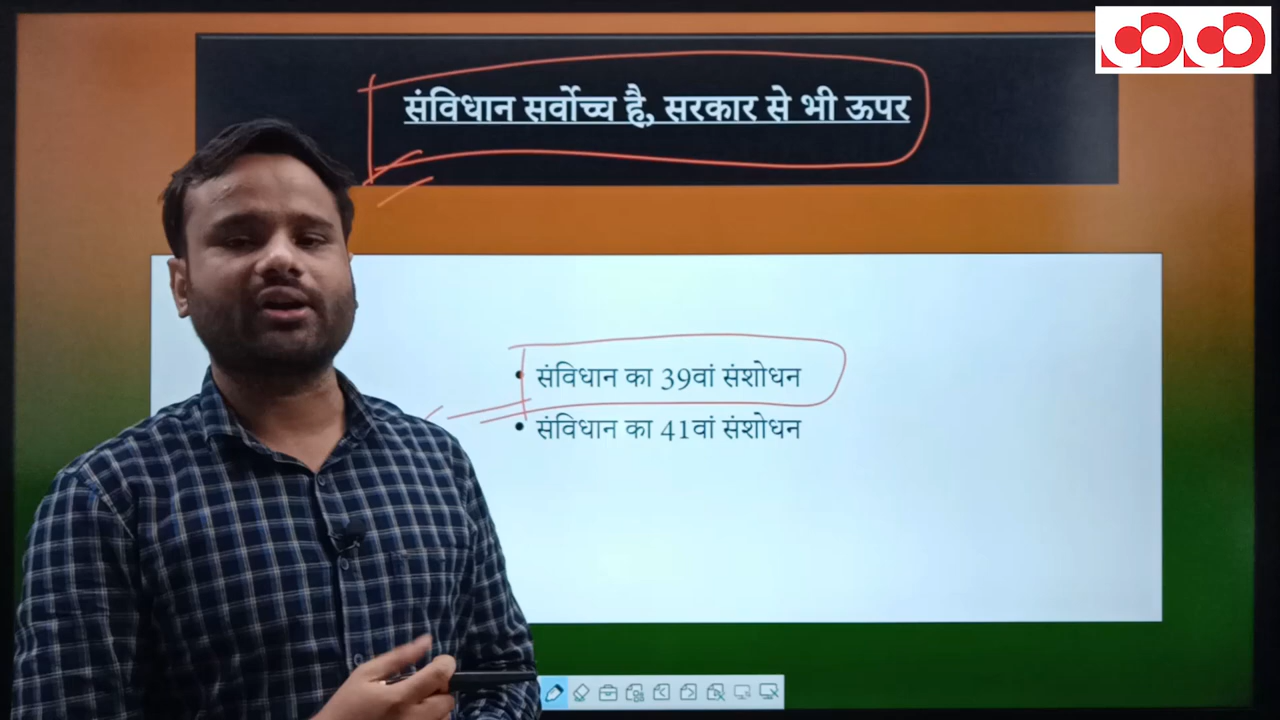 संविधान सर्वोच्च है, सरकार से भी ऊपर
• संविधान का 39वां संशोधन
• संविधान का 41वां संशोधन